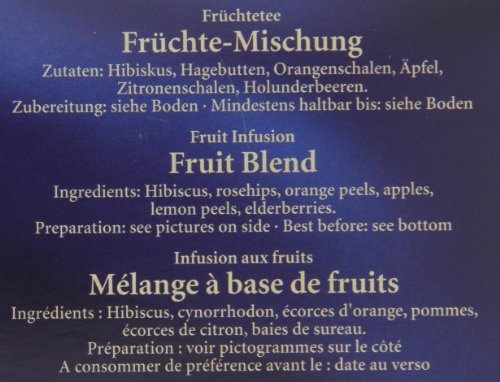 Früchtetee
Früchte-Mischung
Zutaten: Hibiskus, Hagebutten, Orangenschalen, Äpfel,
Zitronenschalen, Holunderbeeren.
Zubereitung: siehe Boden · Mindestens haltbar bis: siehe Boden
Fruit Infusion
Fruit Blend
Ingredients: Hibiscus, rosehips, orange peels, apples,
lemon peels, elderberries.
Preparation: see pictures on side · Best before: see bottom
Infusion aux fruits
Mélange à base de fruits
Ingrédients : Hibiscus, cynorrhodon, écorces d'orange, pommes,
écorces de citron, baies de sureau.
Préparation : voir pictogrammes sur le côté
A consommer de préférence avant le : date au verso